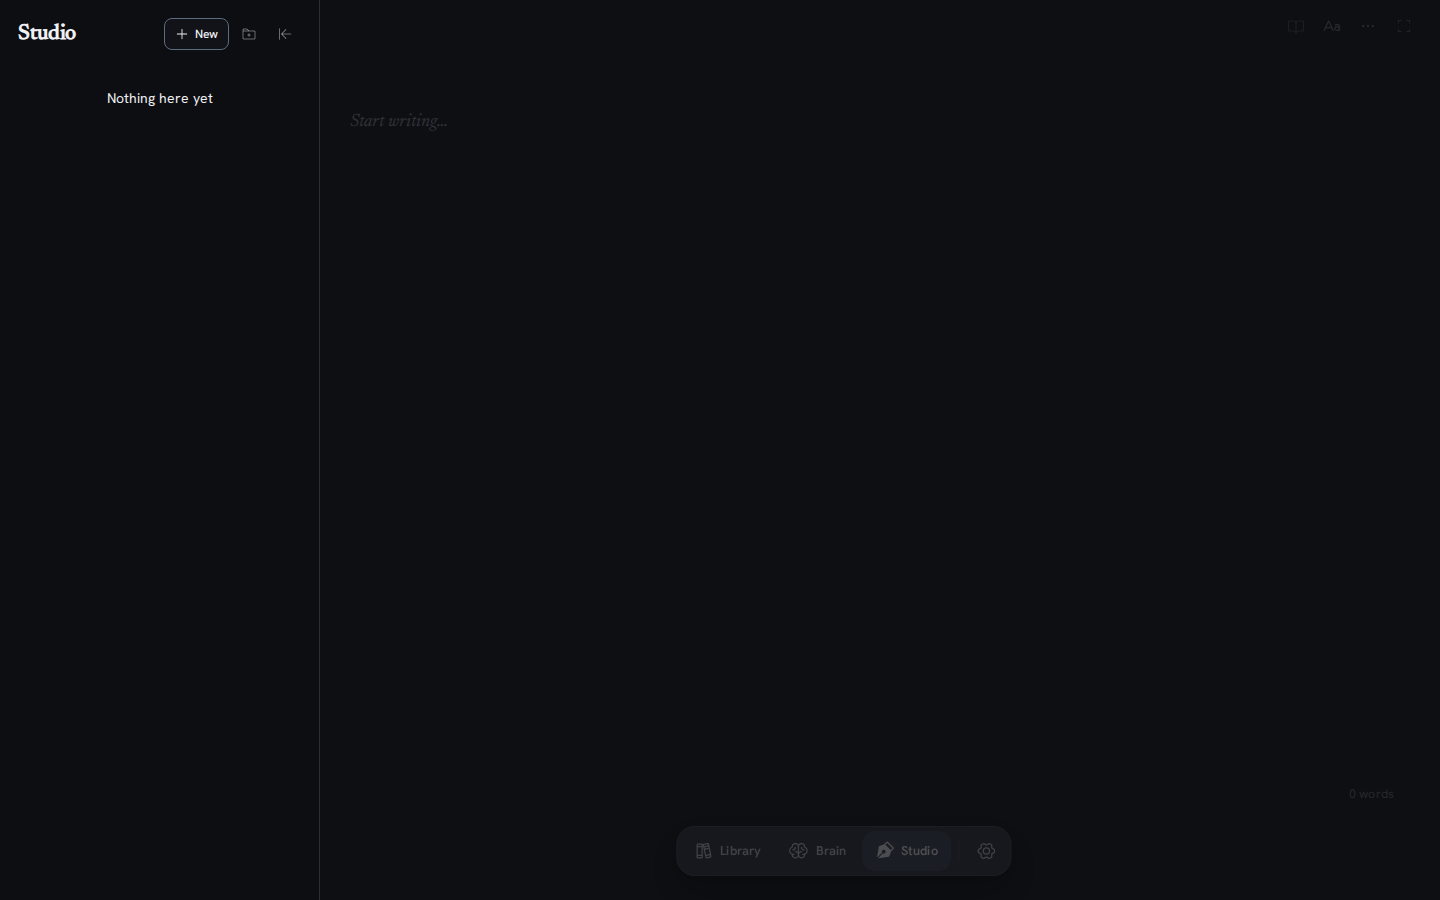 Studio
New
Nothing here yet
Aa
Start writing...
0 words
Library
Brain
Studio